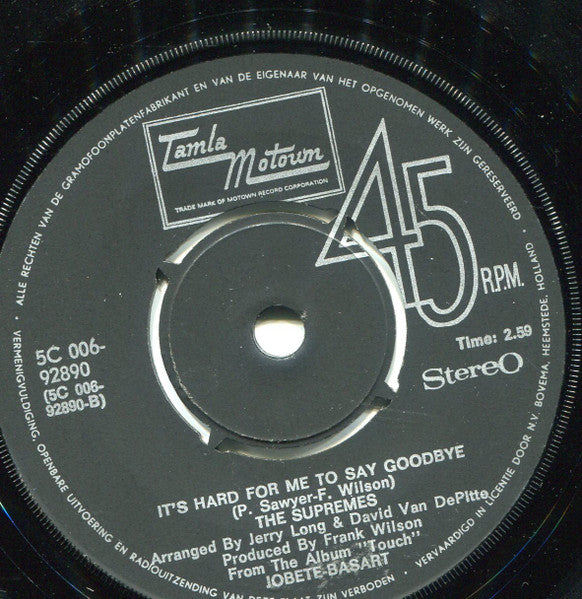 ALLE RECHTEN VAN DE GRAMOFOONPLATENFABRIKANT EN VAN DE EIGENAAR VAN HET OPGENOMEN WERK ZIJN GERESERVEERD •
Tamla
Motown
TRADE MARK OF MOTOWN RECORD CORPORATION
45
R.P.M.
5C 006-
92890
(5C 006-
92890-B)
Time: 2.59
Stereo
IT'S HARD FOR ME TO SAY GOODBYE
(P. Sawyer-F. Wilson)
THE SUPREMES
Arranged By Jerry Long & David Van DePitte
Produced By Frank Wilson
From The Album "Touch"
JOBETE-BASART
• VERMENIGVULDIGING, OPENBARE UITVOERING EN RADIOUITZENDING VAN DEZE PLAAT ZIJN VERBODEN •
VERVAARDIGD IN LICENTIE DOOR N.V. BOVEMA, HEEMSTEDE, HOLLAND